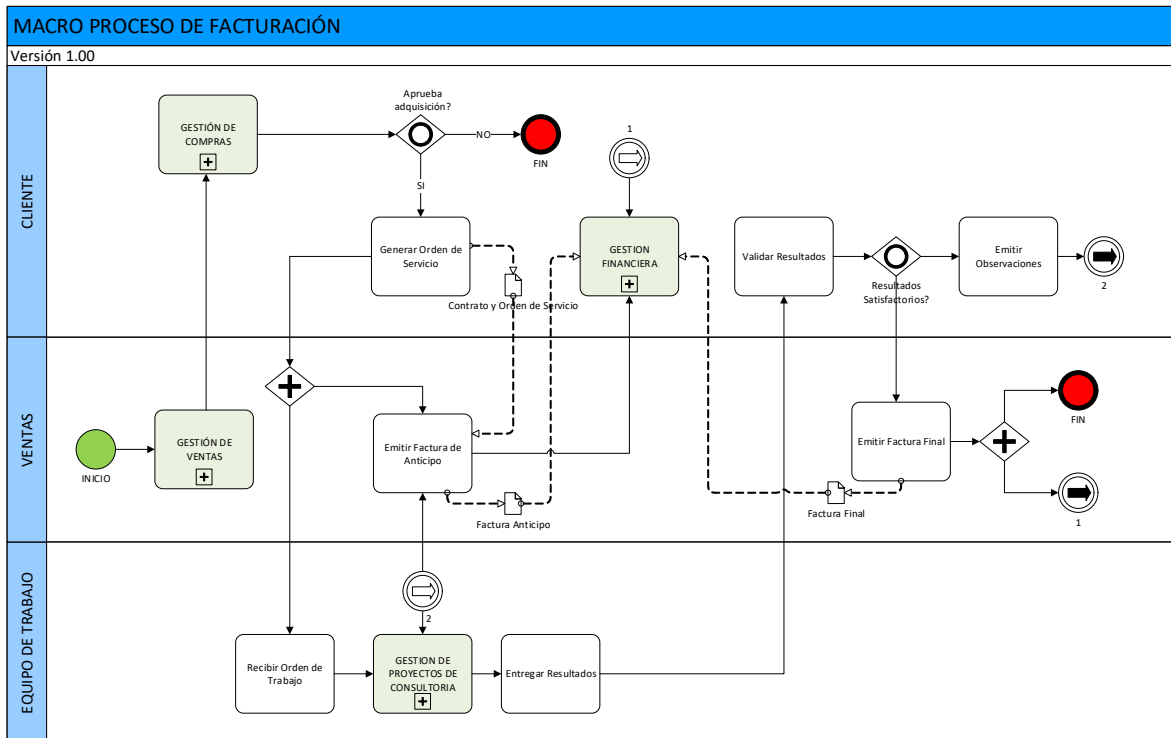 MACRO PROCESO DE FACTURACIÓN
Versión 1.00
CLIENTE
GESTIÓN DE
COMPRAS
Aprueba
adquisición?
NO
FIN
SI
1
Generar Orden de
Servicio
Contrato y Orden de Servicio
GESTION
FINANCIERA
Validar Resultados
Resultados
Satisfactorios?
Emitir
Observaciones
2
VENTAS
INICIO
GESTIÓN DE
VENTAS
Emitir Factura de
Anticipo
Factura Anticipo
Emitir Factura Final
Factura Final
FIN
1
EQUIPO DE TRABAJO
2
Recibir Orden de
Trabajo
GESTION DE
PROYECTOS DE
CONSULTORIA
Entregar Resultados